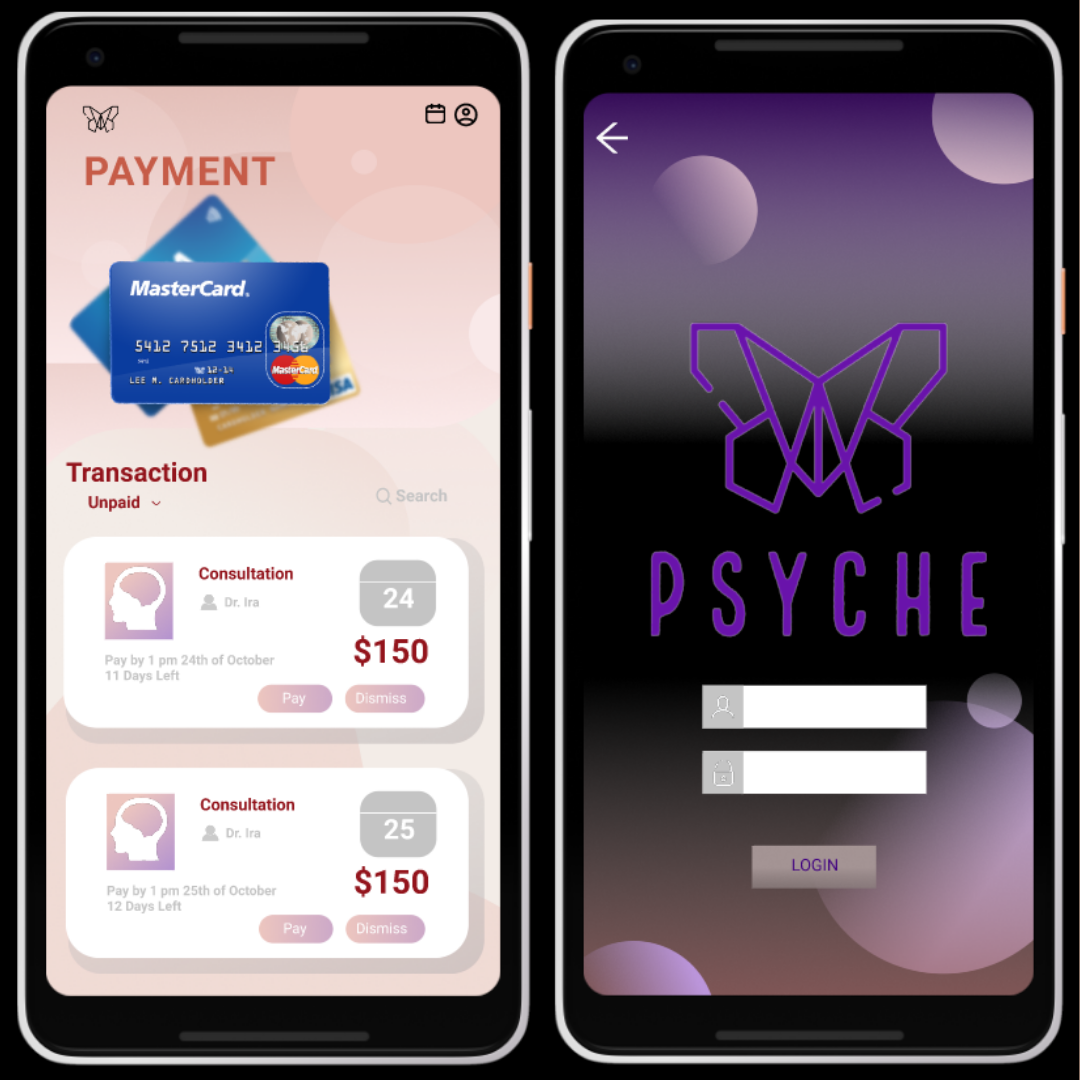 PAYMENT
MasterCard.
5412 7512 3412 3456
12-14
LEE M. CARDHOLDER
MasterCard
VISA
Transaction
Unpaid
Search
Consultation
Dr. Ira
24
$150
Pay by 1 pm 24th of October
11 Days Left
Pay
Dismiss
Consultation
Dr. Ira
25
$150
Pay by 1 pm 25th of October
12 Days Left
Pay
Dismiss
PSYCHE
LOGIN